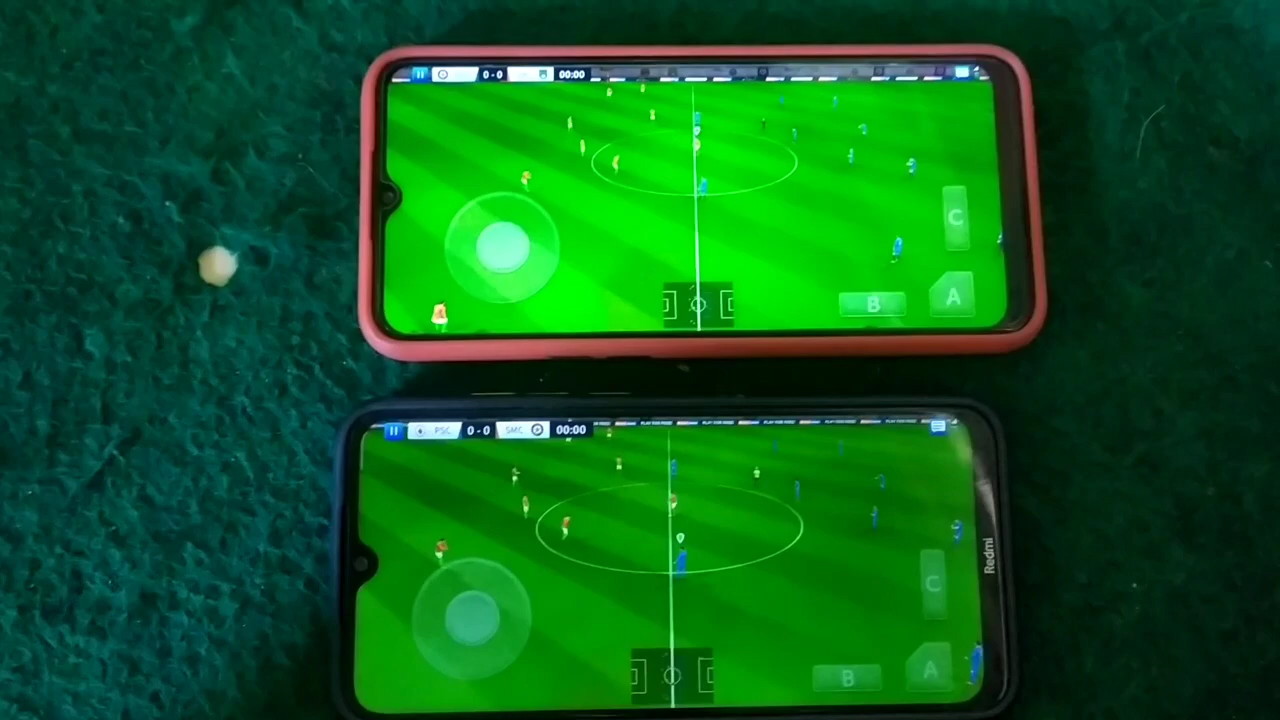 0 - 0 00:00
C
B A
PSC 0 - 0 SMC 00:00
Redmi
C
B A